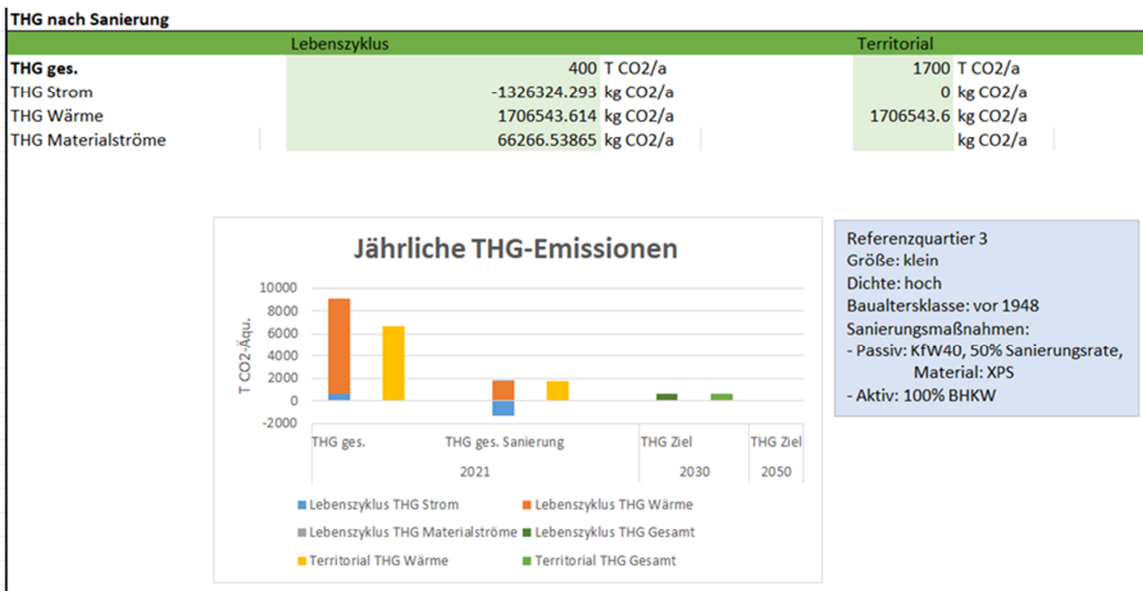 THG nach Sanierung
Lebenszyklus Territorial
THG ges. 400 T CO2/a 1700 T CO2/a
THG Strom -1326324.293 kg CO2/a 0 kg CO2/a
THG Wärme 1706543.614 kg CO2/a 1706543.6 kg CO2/a
THG Materialströme 66266.53865 kg CO2/a kg CO2/a
Jährliche THG-Emissionen
T CO2-Äqu.
10000
8000
6000
4000
2000
0
-2000
THG ges. THG ges. Sanierung THG Ziel THG Ziel
2021 2030 2050
Lebenszyklus THG Strom Lebenszyklus THG Wärme
Lebenszyklus THG Materialströme Lebenszyklus THG Gesamt
Territorial THG Wärme Territorial THG Gesamt
Referenzquartier 3
Größe: klein
Dichte: hoch
Baualtersklasse: vor 1948
Sanierungsmaßnahmen:
- Passiv: KfW40, 50% Sanierungsrate,
Material: XPS
- Aktiv: 100% BHKW